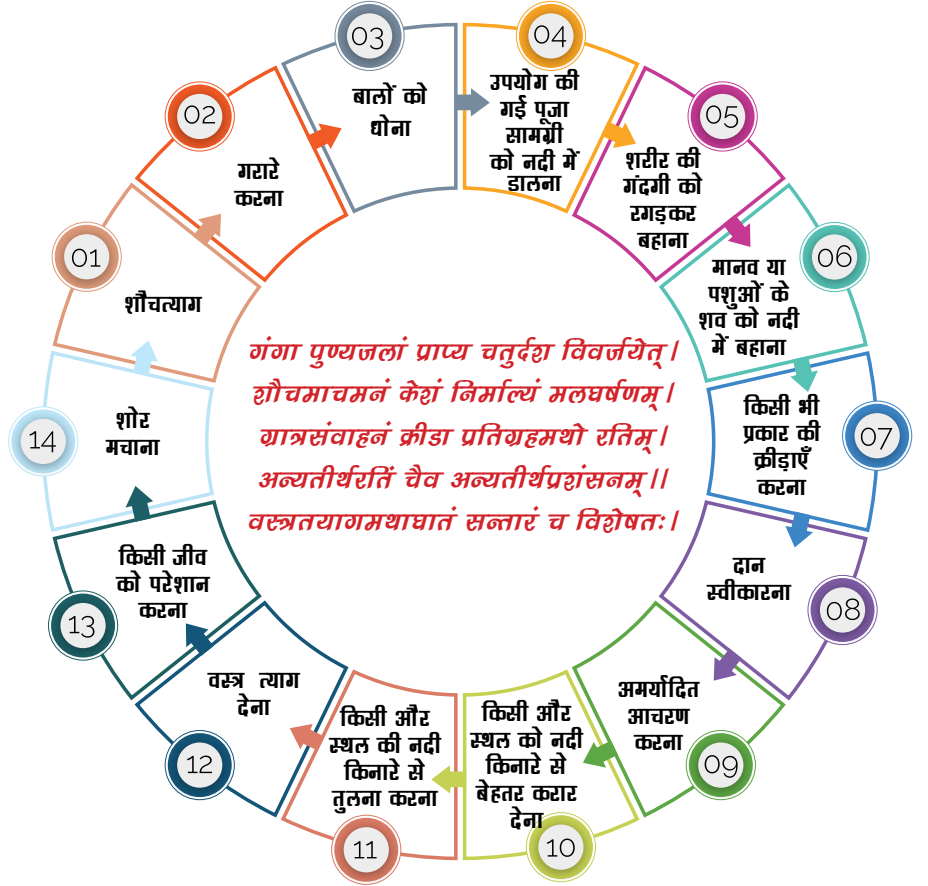 01
शौचत्याग
02
गरारे
करना
03
बालों को
धोना
04
उपयोग की
गई पूजा
सामग्री
को नदी में
डालना
05
शरीर की
गंदगी को
रगड़कर
बहाना
06
मानव या
पशुओं के
शव को नदी
में बहाना
07
किसी भी
प्रकार की
क्रीड़ाएँ
करना
08
दान
स्वीकारना
09
अमर्यादित
आचरण
करना
10
किसी और
स्थल को नदी
किनारे से
बेहतर करार
देना
11
किसी और
स्थल की नदी
किनारे से
तुलना करना
12
वस्त्र त्याग
देना
13
किसी जीव
को परेशान
करना
14
शोर
मचाना
गंगा पुण्यजलां प्राप्य चतुर्दश विवर्जयेत्।
शौचमाचमनं केशं निर्माल्यं मलघर्षणम्।
ग्रात्रसंवाहनं क्रीडा प्रतिग्रहमथो रतिम्।
अन्यतीर्थरतिं चैव अन्यतीर्थप्रशंसनम्।।
वस्त्रतयागमथाघातं सन्तारं च विशेषतः।